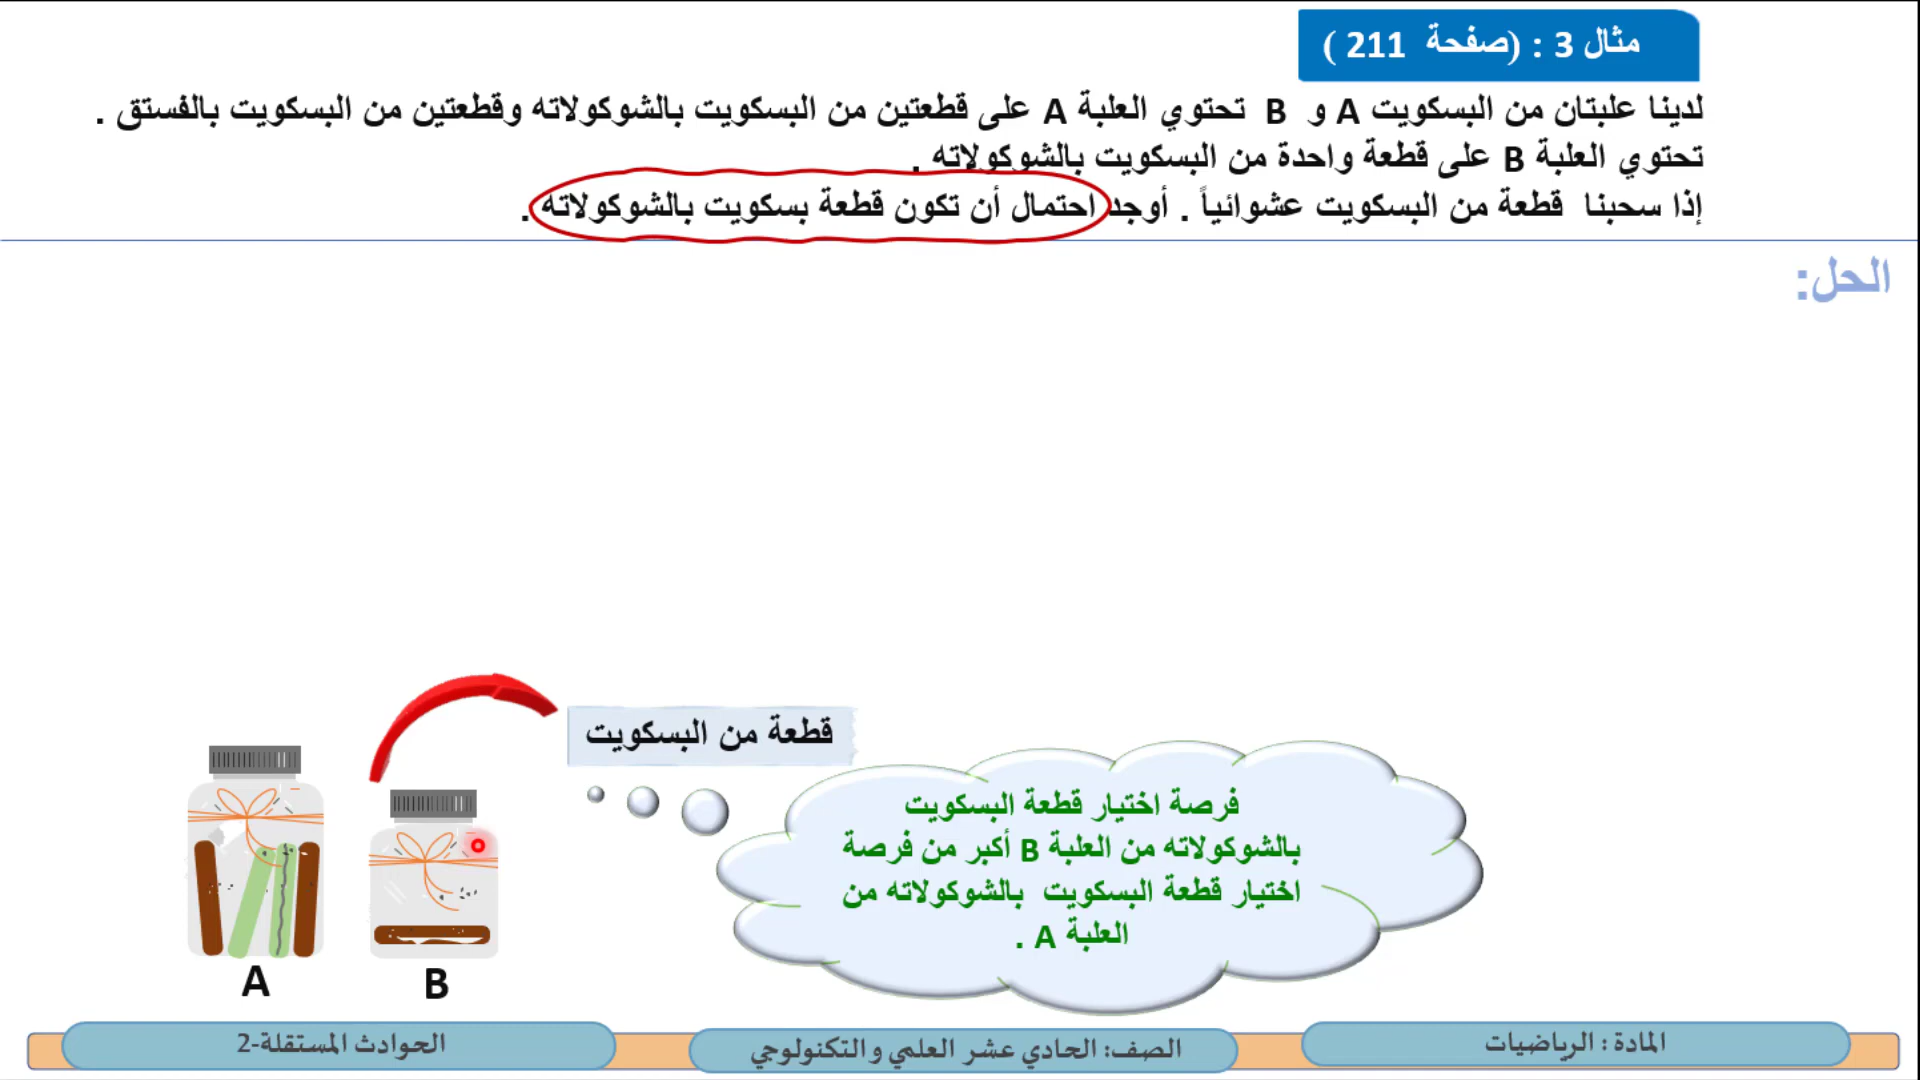 مثال 3 : (صفحة 211 )
لدينا علبتان من البسكويت A و B تحتوي العلبة A على قطعتين من البسكويت بالشوكولاته وقطعتين من البسكويت بالفستق .
تحتوي العلبة B على قطعة واحدة من البسكويت بالشوكولاته .
إذا سحبنا قطعة من البسكويت عشوائياً . أوجد احتمال أن تكون قطعة بسكويت بالشوكولاته .
الحل:
قطعة من البسكويت
فرصة اختيار قطعة البسكويت
بالشوكولاته من العلبة B أكبر من فرصة
اختيار قطعة البسكويت بالشوكولاته من
العلبة A .
A
B
المادة : الرياضيات
الصف: الحادي عشر العلمي والتكنولوجي
الحوادث المستقلة-2